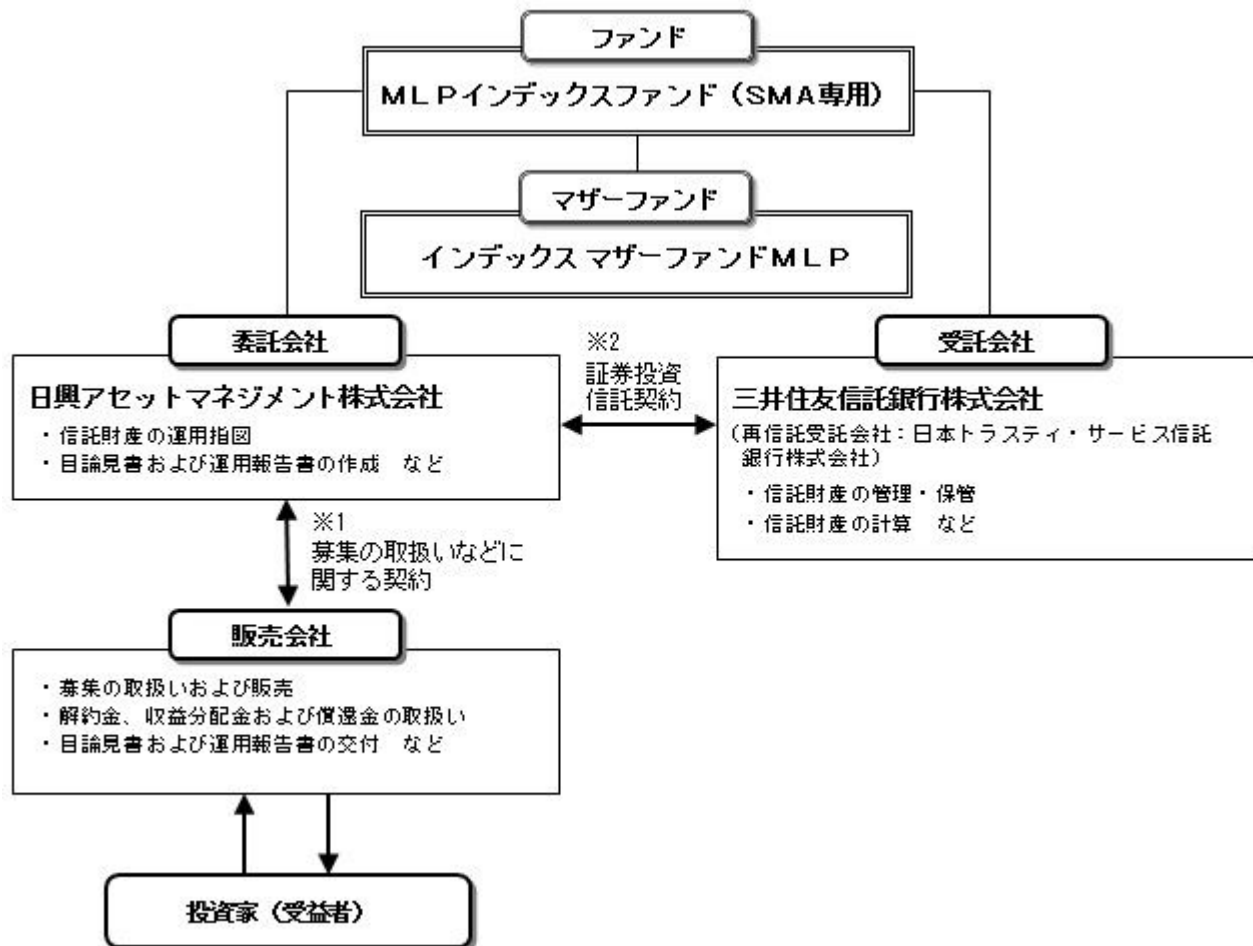 ファンド
MLPインデックスファンド(SMA専用)
マザーファンド
インデックス マザーファンドMLP
委託会社
日興アセットマネジメント株式会社
・信託財産の運用指図
・目論見書および運用報告書の作成 など
※2
証券投資
信託契約
受託会社
三井住友信託銀行株式会社
(再信託受託会社:日本トラスティ・サービス信託
銀行株式会社)
・信託財産の管理・保管
・信託財産の計算 など
※1
募集の取扱いなどに
関する契約
販売会社
・募集の取扱いおよび販売
・解約金、収益分配金および償還金の取扱い
・目論見書および運用報告書の交付 など
投資家(受益者)